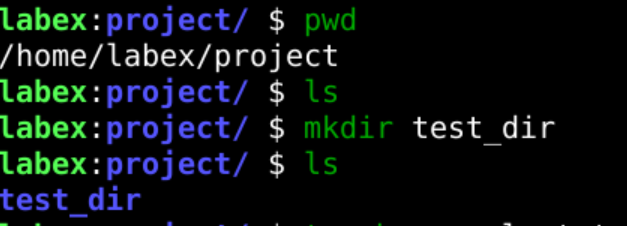 labex:project/ $ pwd
/home/labex/project
labex:project/ $ ls
labex:project/ $ mkdir test_dir
labex:project/ $ ls
test_dir